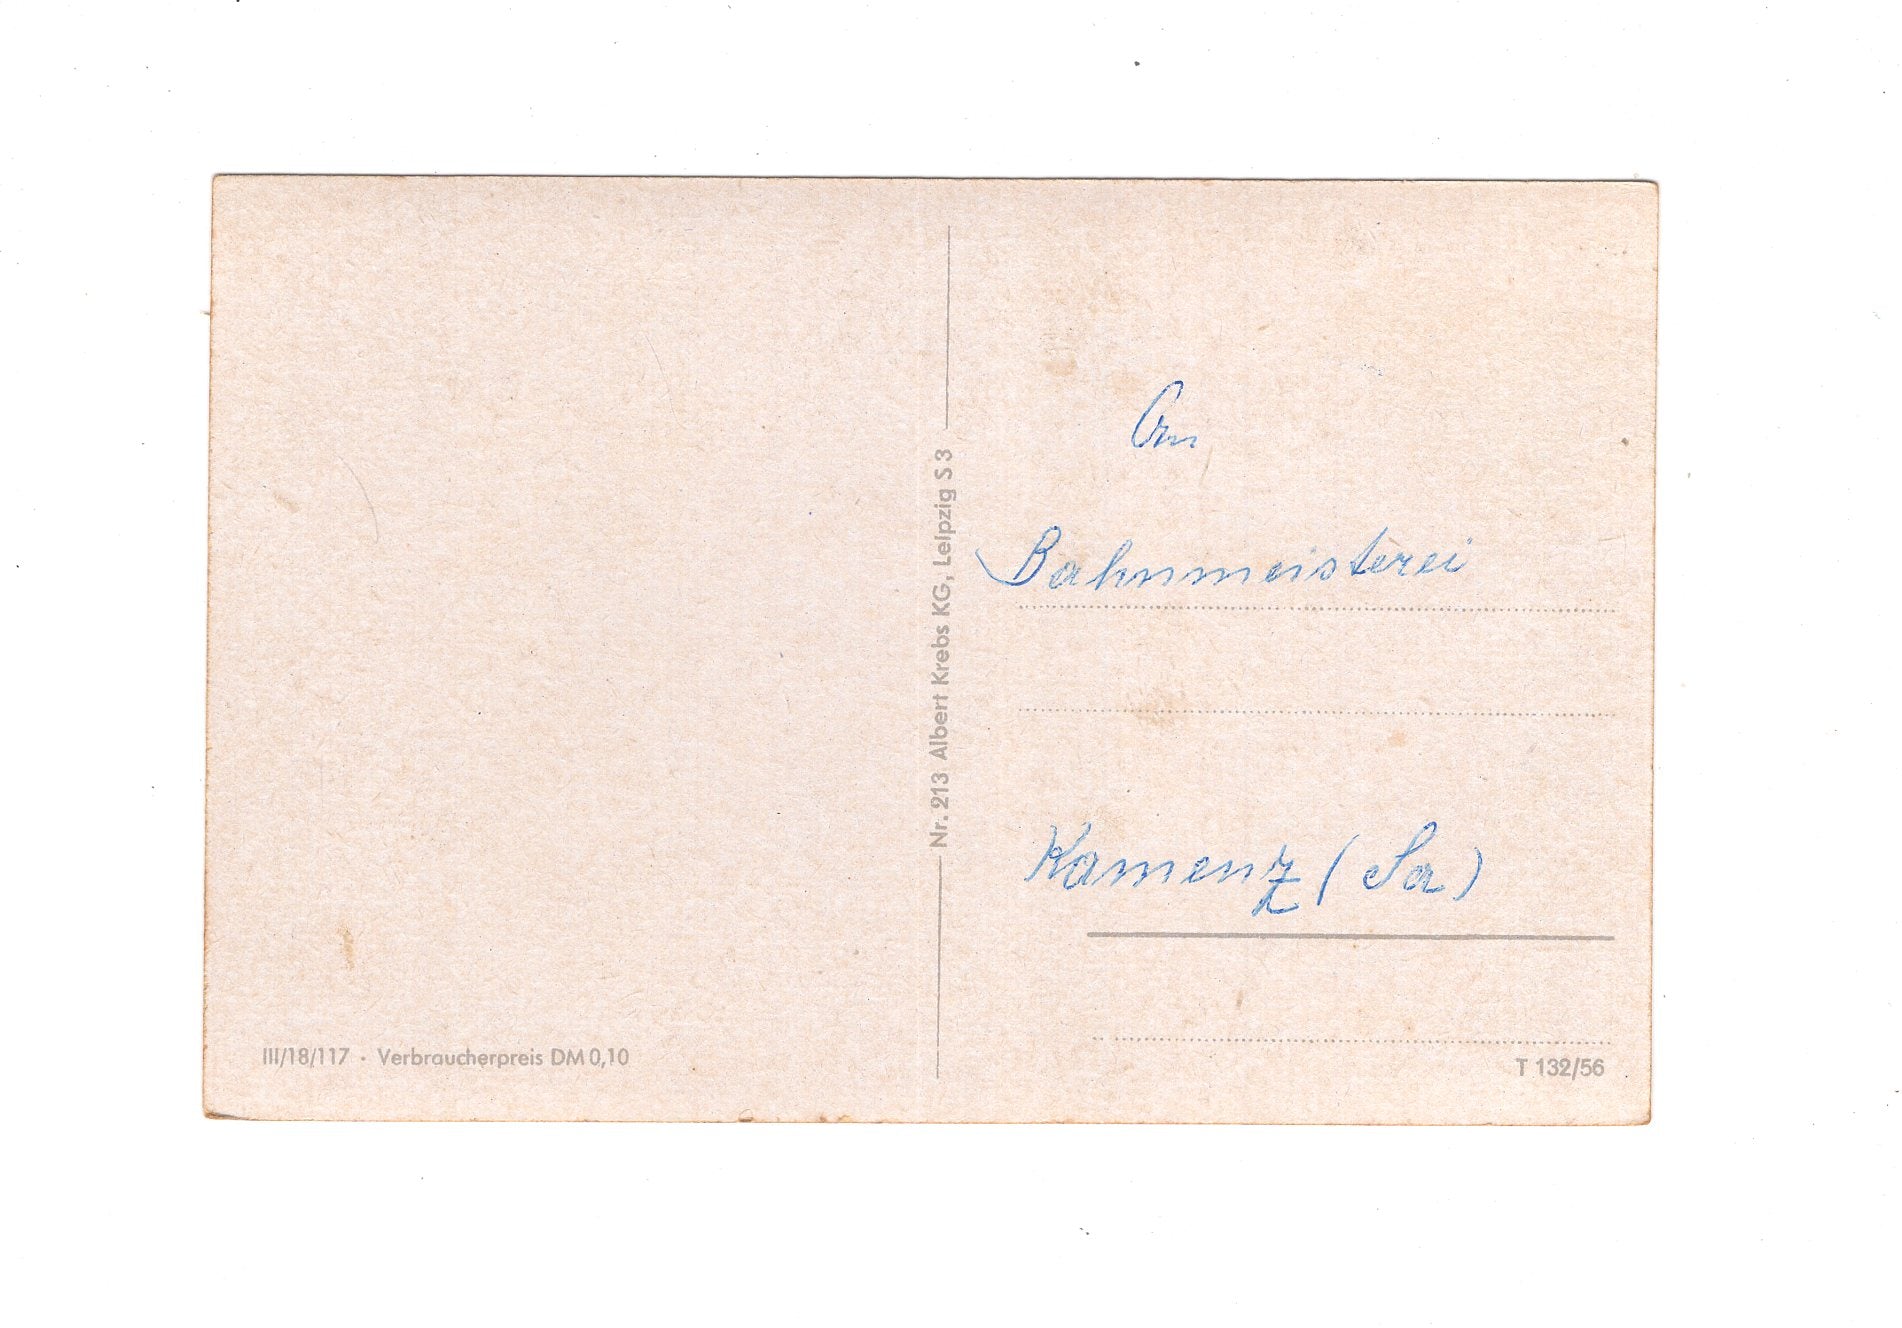 An
Bahnmeisterei
Kamenz (Sa)
Nr. 213 Albert Krebs KG, Leipzig S 3
III/18/117 · Verbraucherpreis DM 0,10
T 132/56